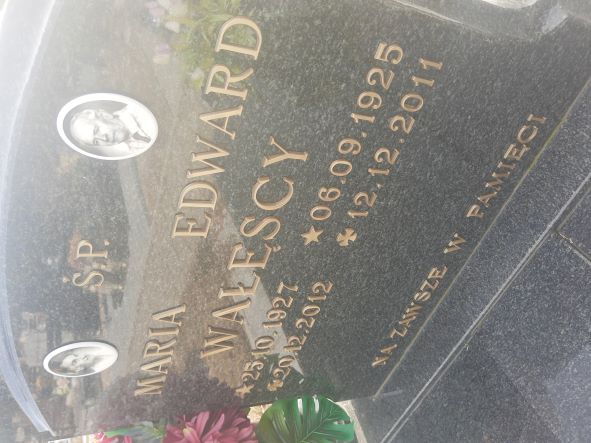 Ś.P.
MARIA EDWARD
WAŁĘSCY
★25.10.1927 ★06.09.1925
✤20.12.2012 ✤12.12.2011
NA ZAWSZE W PAMIĘCI